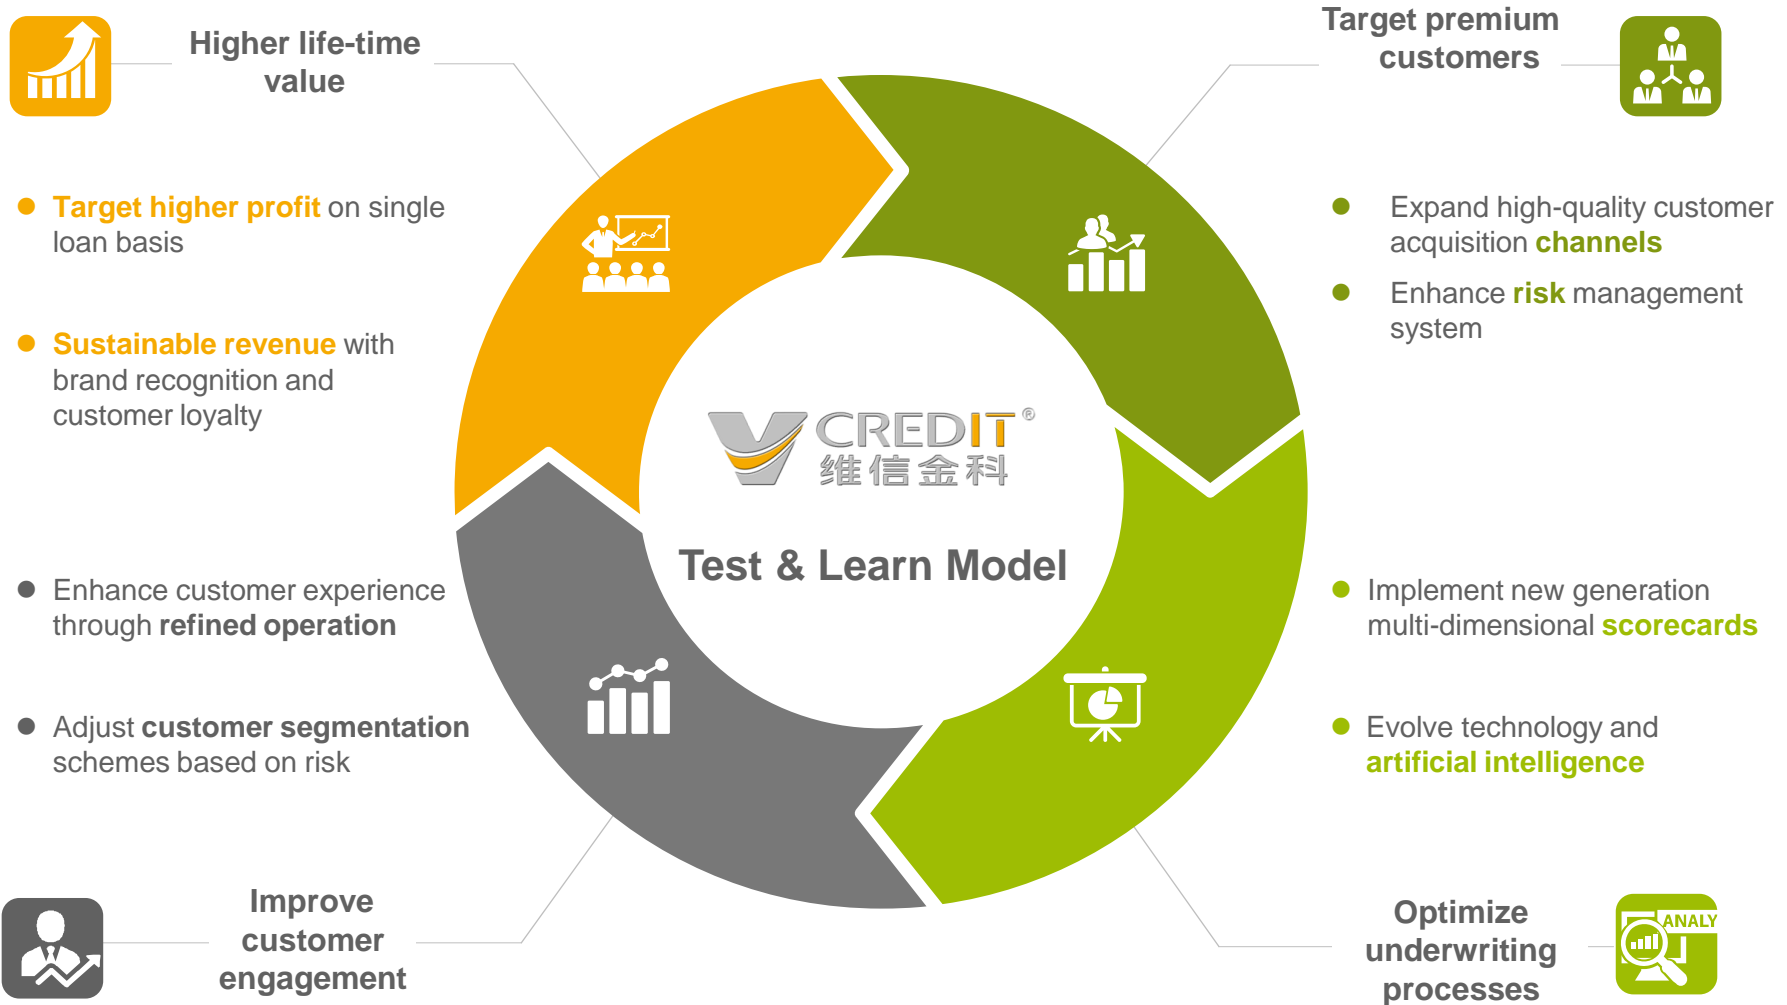 Higher life-time
value
Target higher profit on single
loan basis
Sustainable revenue with
brand recognition and
customer loyalty
Target premium
customers
Expand high-quality customer
acquisition channels
Enhance risk management
system
VCREDIT®
维信金科
Test & Learn Model
Enhance customer experience
through refined operation
Adjust customer segmentation
schemes based on risk
Improve
customer
engagement
Implement new generation
multi-dimensional scorecards
Evolve technology and
artificial intelligence
Optimize
underwriting
processes
ANALY